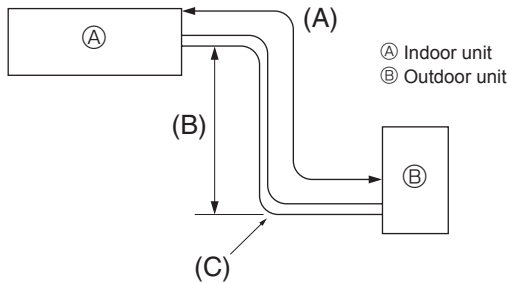 (A)
Ⓐ
Ⓐ Indoor unit
Ⓑ Outdoor unit
(B)
Ⓑ
(C)